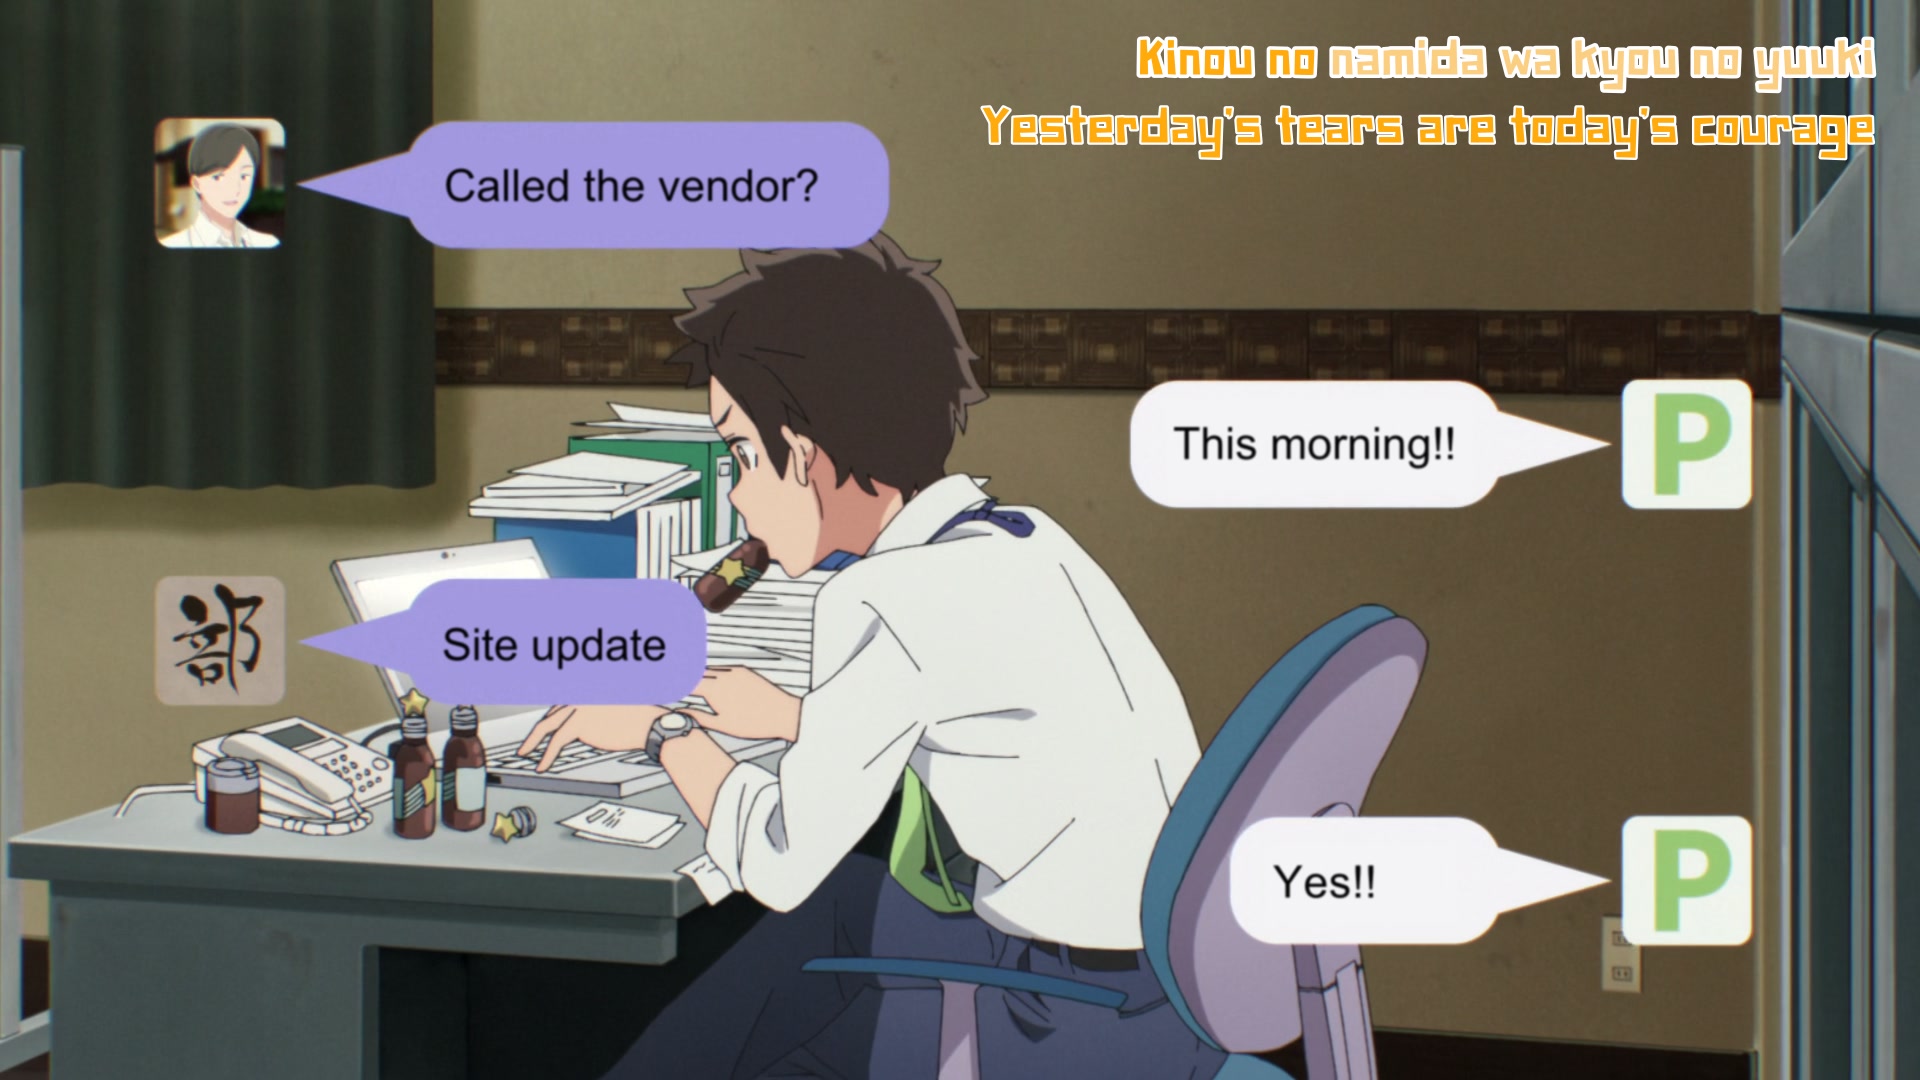 Kinou no namida wa kyou no yuuki
Yesterday's tears are today's courage
Called the vendor?
This morning!!
P
部
Site update
Yes!!
P